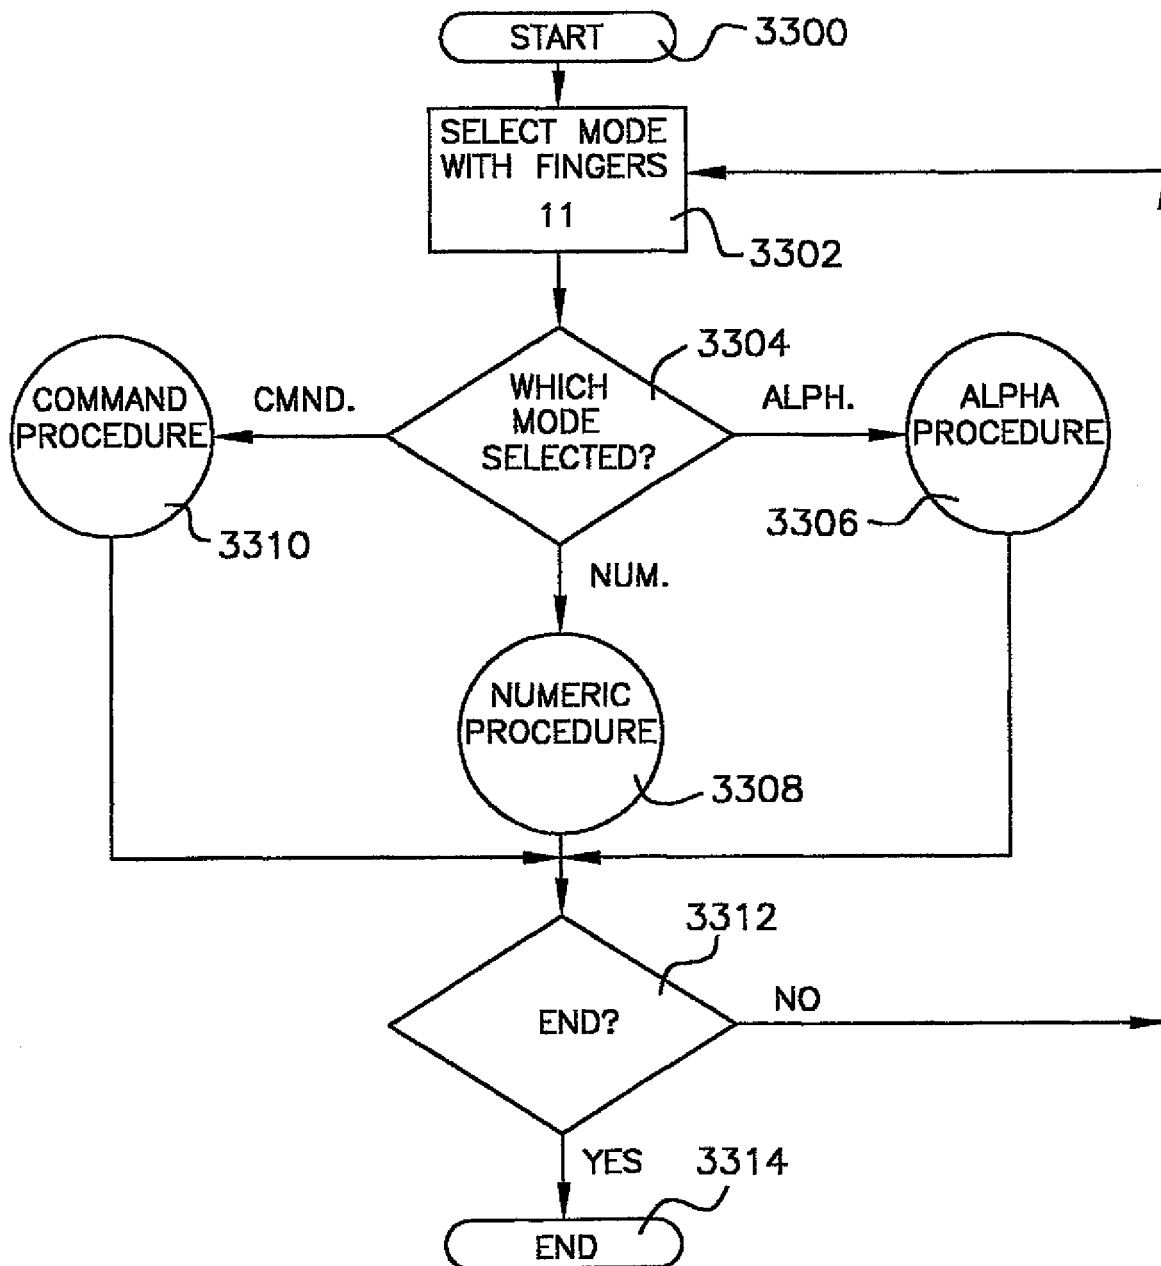 START
3300
SELECT MODE
WITH FINGERS
11
3302
3304
WHICH
MODE
SELECTED?
CMND.
ALPH.
COMMAND
PROCEDURE
ALPHA
PROCEDURE
3310
3306
NUM.
NUMERIC
PROCEDURE
3308
3312
END?
NO
YES
3314
END